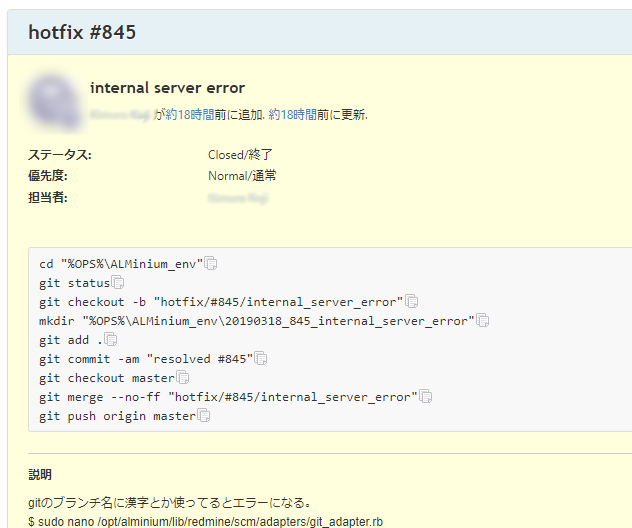 hotfix #845
internal server error
が約18時間前に追加. 約18時間前に更新.
ステータス: Closed/終了
優先度: Normal/通常
担当者:
cd "%OPS%\ALMinium_env"
git status
git checkout -b "hotfix/#845/internal_server_error"
mkdir "%OPS%\ALMinium_env\20190318_845_internal_server_error"
git add .
git commit -am "resolved #845"
git checkout master
git merge --no-ff "hotfix/#845/internal_server_error"
git push origin master
説明
gitのブランチ名に漢字とか使ってるとエラーになる。
$ sudo nano /opt/alminium/lib/redmine/scm/adapters/git_adapter.rb